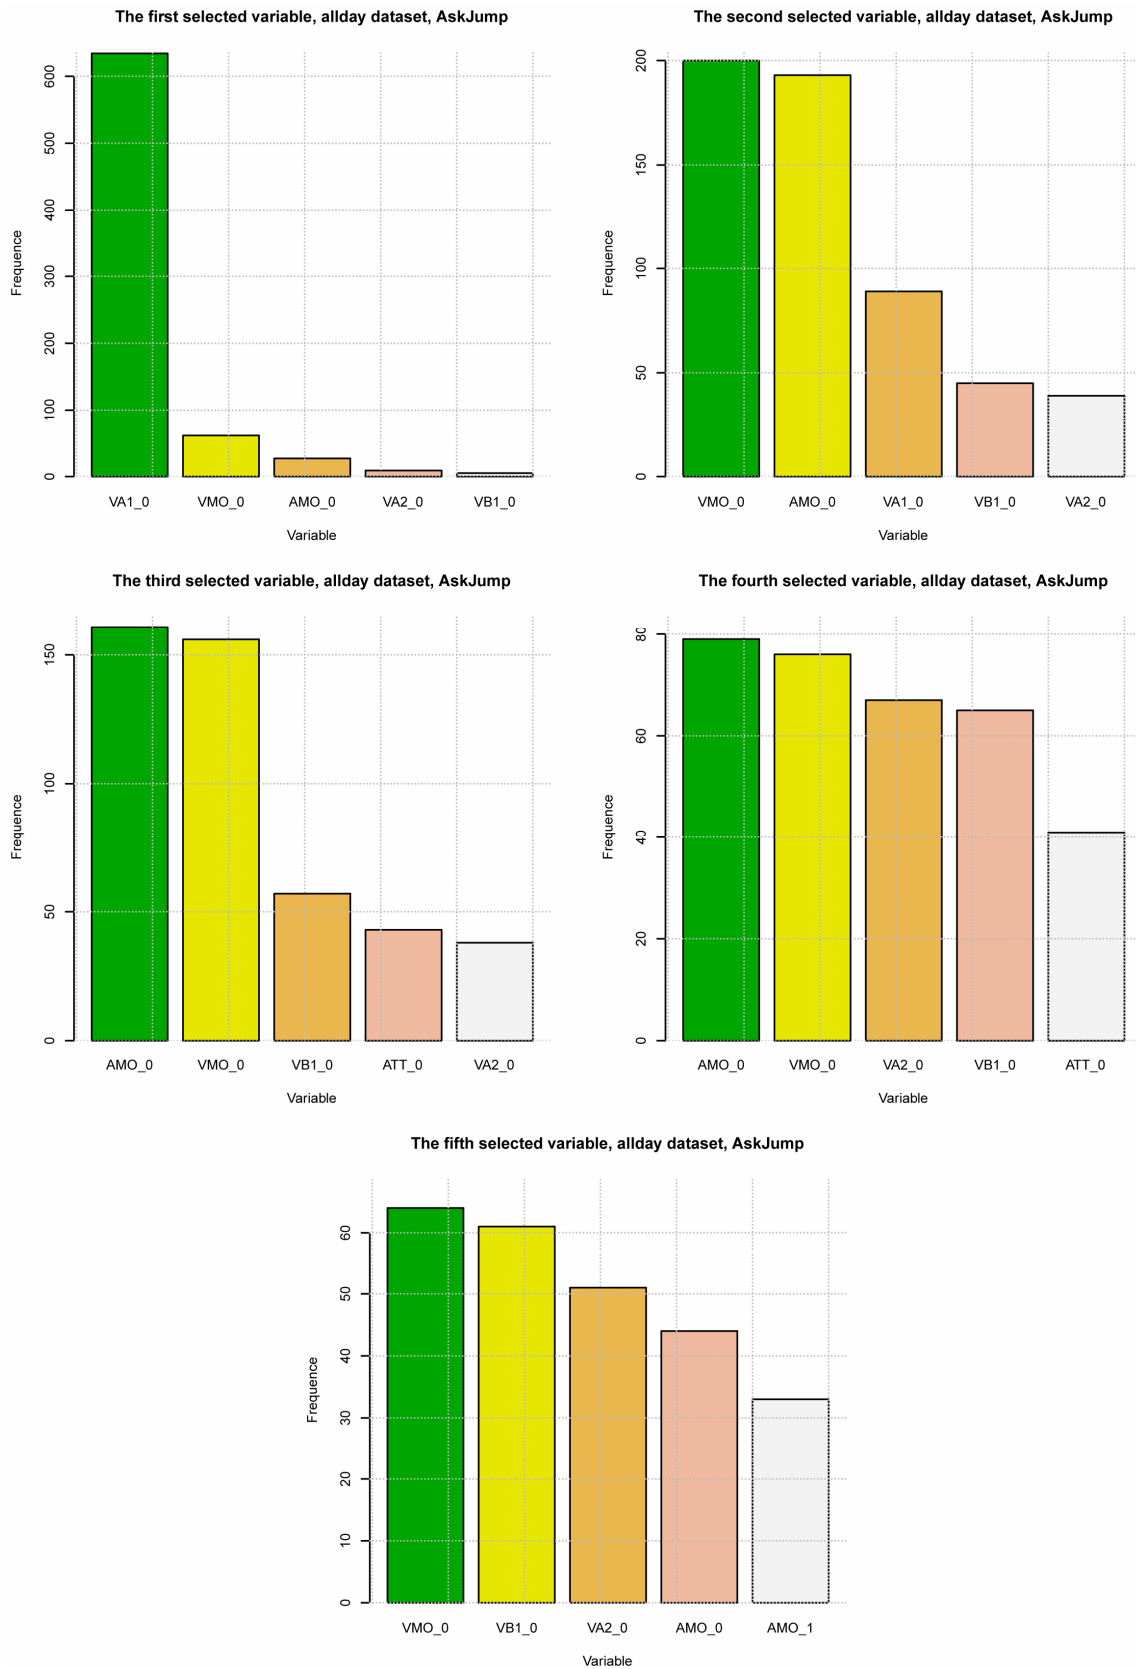 The first selected variable, allday dataset, AskJump
Frequence
600
500
400
300
200
100
0
VA1_0 VMO_0 AMO_0 VA2_0 VB1_0
Variable
The second selected variable, allday dataset, AskJump
Frequence
200
150
100
50
0
VMO_0 AMO_0 VA1_0 VB1_0 VA2_0
Variable
The third selected variable, allday dataset, AskJump
Frequence
150
100
50
0
AMO_0 VMO_0 VB1_0 ATT_0 VA2_0
Variable
The fourth selected variable, allday dataset, AskJump
Frequence
80
60
40
20
0
AMO_0 VMO_0 VA2_0 VB1_0 ATT_0
Variable
The fifth selected variable, allday dataset, AskJump
Frequence
60
50
40
30
20
10
0
VMO_0 VB1_0 VA2_0 AMO_0 AMO_1
Variable